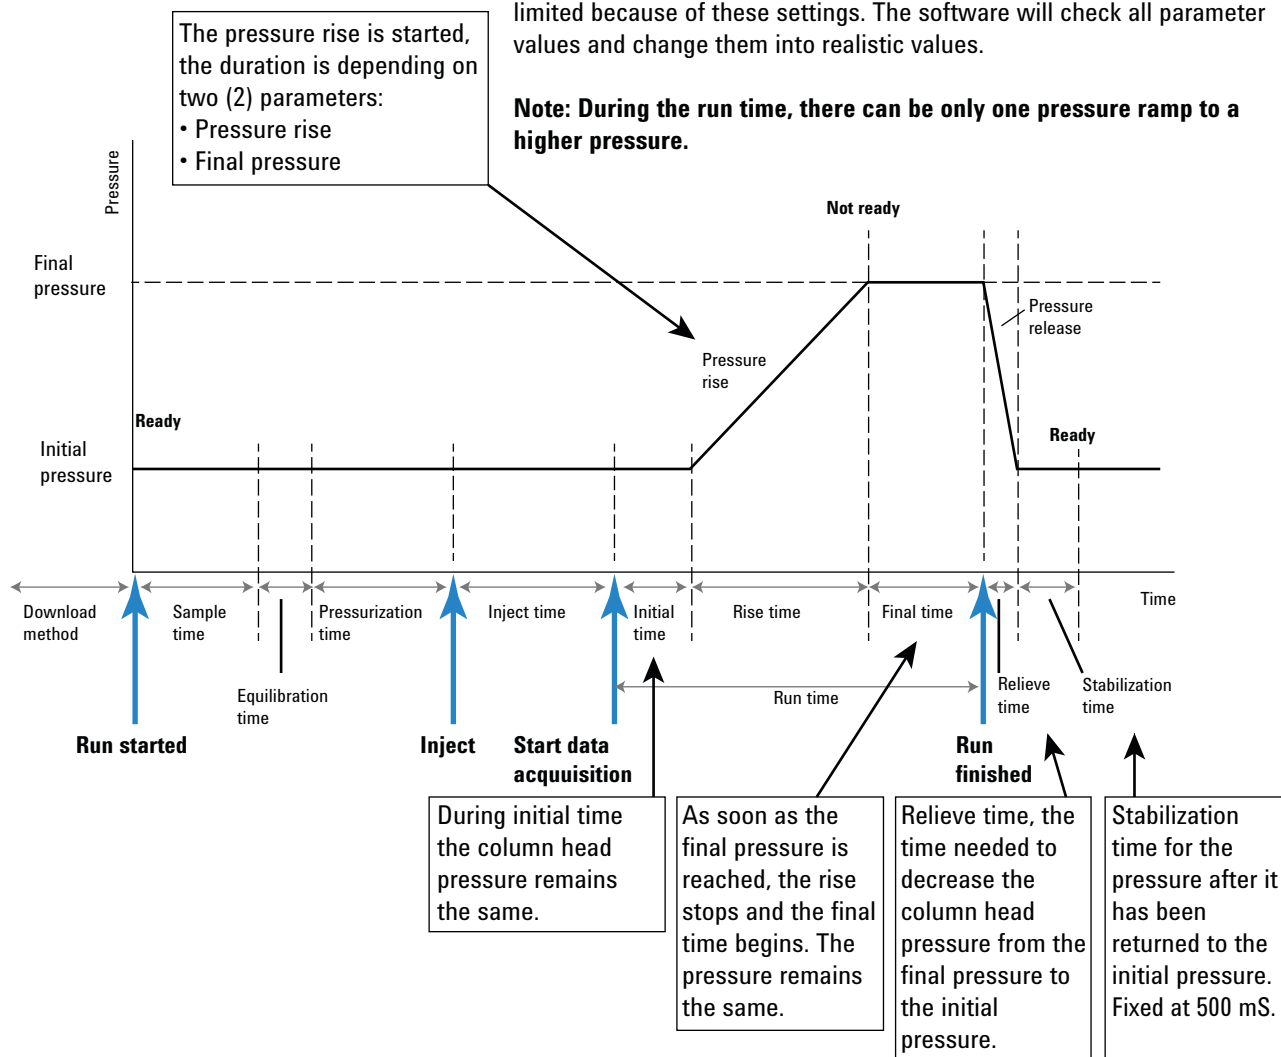 limited because of these settings. The software will check all parameter
values and change them into realistic values.
Note: During the run time, there can be only one pressure ramp to a
higher pressure.
The pressure rise is started,
the duration is depending on
two (2) parameters:
• Pressure rise
• Final pressure
Pressure
Not ready
Final
pressure
Pressure
release
Pressure
rise
Ready
Initial
pressure
Ready
Time
Download
method
Sample
time
Equilibration
time
Pressurization
time
Inject time
Initial
time
Rise time
Final time
Run time
Relieve
time
Stabilization
time
Run started
Inject
Start data
acquuisition
Run
finished
During initial time
the column head
pressure remains
the same.
As soon as the
final pressure is
reached, the rise
stops and the final
time begins. The
pressure remains
the same.
Relieve time, the
time needed to
decrease the
column head
pressure from the
final pressure to
the initial
pressure.
Stabilization
time for the
pressure after it
has been
returned to the
initial pressure.
Fixed at 500 mS.